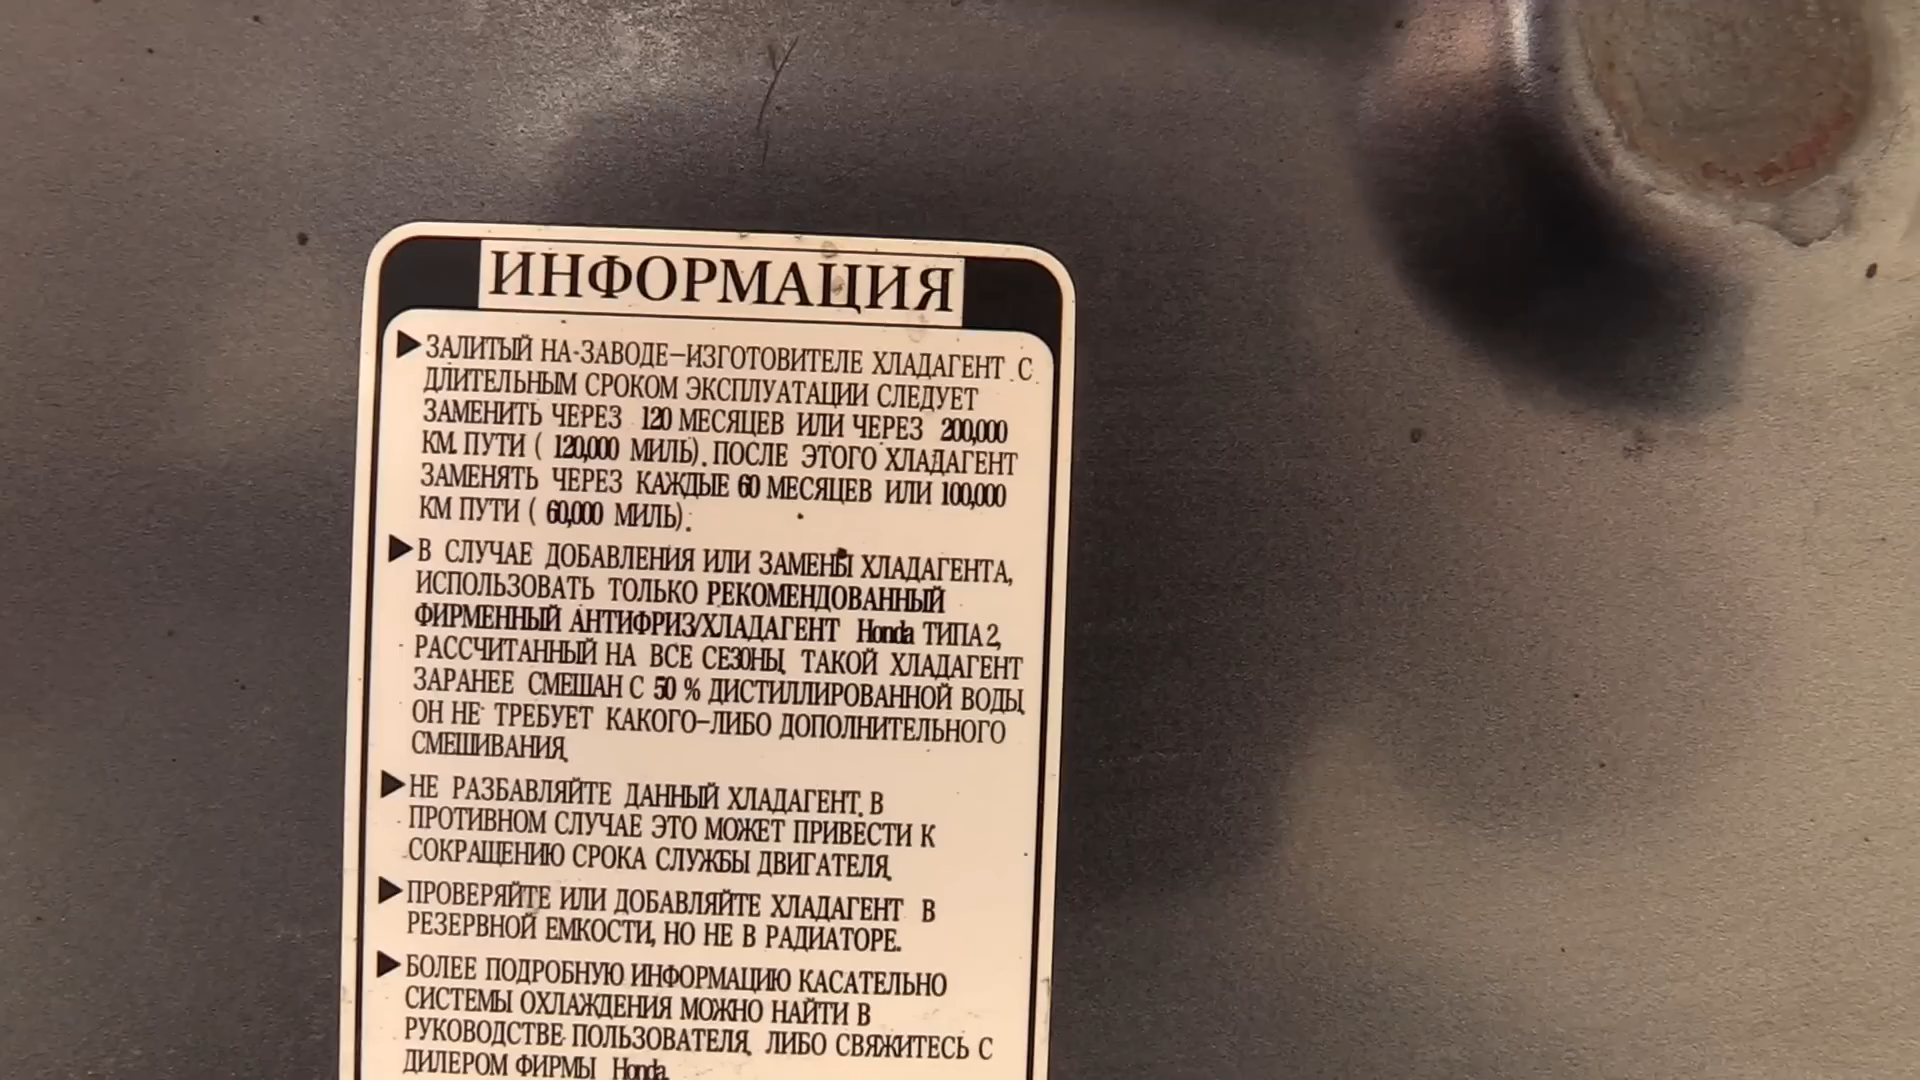 ИНФОРМАЦИЯ
ЗАЛИТЫЙ НА-ЗАВОДЕ-ИЗГОТОВИТЕЛЕ ХЛАДАГЕНТ С
ДЛИТЕЛЬНЫМ СРОКОМ ЭКСПЛУАТАЦИИ СЛЕДУЕТ
ЗАМЕНИТЬ ЧЕРЕЗ 120 МЕСЯЦЕВ ИЛИ ЧЕРЕЗ 200,000
КМ. ПУТИ ( 120,000 МИЛЬ). ПОСЛЕ ЭТОГО ХЛАДАГЕНТ
ЗАМЕНЯТЬ ЧЕРЕЗ КАЖДЫЕ 60 МЕСЯЦЕВ ИЛИ 100,000
КМ ПУТИ ( 60,000 МИЛЬ).
В СЛУЧАЕ ДОБАВЛЕНИЯ ИЛИ ЗАМЕНЫ ХЛАДАГЕНТА,
ИСПОЛЬЗОВАТЬ ТОЛЬКО РЕКОМЕНДОВАННЫЙ
ФИРМЕННЫЙ АНТИФРИЗ/ХЛАДАГЕНТ Honda ТИПА 2,
РАССЧИТАННЫЙ НА ВСЕ СЕЗОНЫ. ТАКОЙ ХЛАДАГЕНТ
ЗАРАНЕЕ СМЕШАН С 50 % ДИСТИЛЛИРОВАННОЙ ВОДЫ.
ОН НЕ ТРЕБУЕТ КАКОГО-ЛИБО ДОПОЛНИТЕЛЬНОГО
СМЕШИВАНИЯ.
НЕ РАЗБАВЛЯЙТЕ ДАННЫЙ ХЛАДАГЕНТ. В
ПРОТИВНОМ СЛУЧАЕ ЭТО МОЖЕТ ПРИВЕСТИ К
СОКРАЩЕНИЮ СРОКА СЛУЖБЫ ДВИГАТЕЛЯ.
ПРОВЕРЯЙТЕ ИЛИ ДОБАВЛЯЙТЕ ХЛАДАГЕНТ В
РЕЗЕРВНОЙ ЕМКОСТИ, НО НЕ В РАДИАТОРЕ.
БОЛЕЕ ПОДРОБНУЮ ИНФОРМАЦИЮ КАСАТЕЛЬНО
СИСТЕМЫ ОХЛАЖДЕНИЯ МОЖНО НАЙТИ В
РУКОВОДСТВЕ ПОЛЬЗОВАТЕЛЯ, ЛИБО СВЯЖИТЕСЬ С
ДИЛЕРОМ ФИРМЫ Honda.